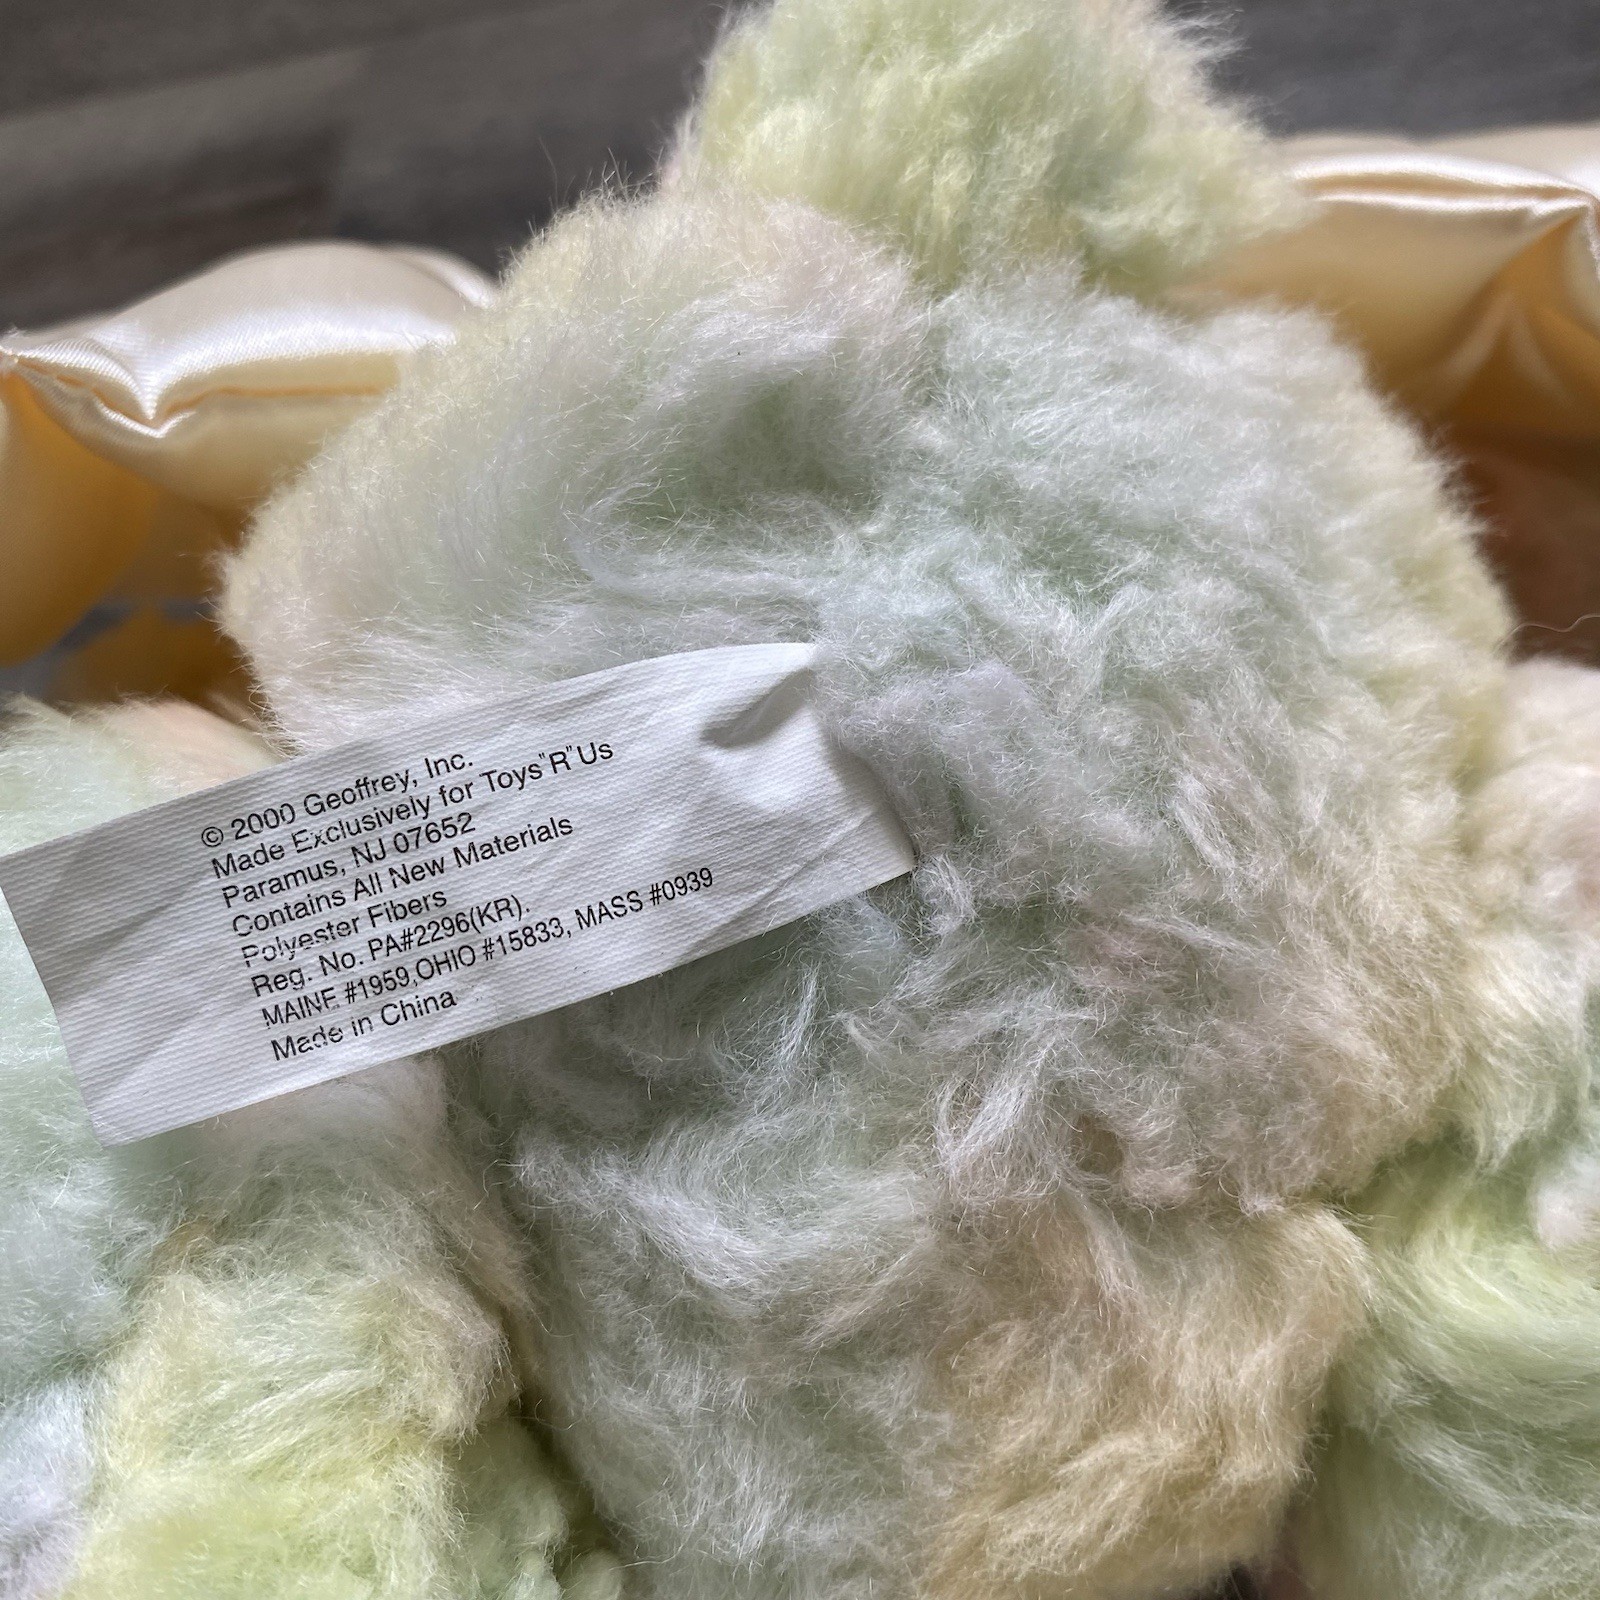 © 2000 Geoffrey, Inc.
Made Exclusively for Toys"R"Us
Paramus, NJ 07652
Contains All New Materials
Polyester Fibers
Reg. No. PA#2296(KR).
MAINE #1959,OHIO #15833, MASS #0939
Made in China